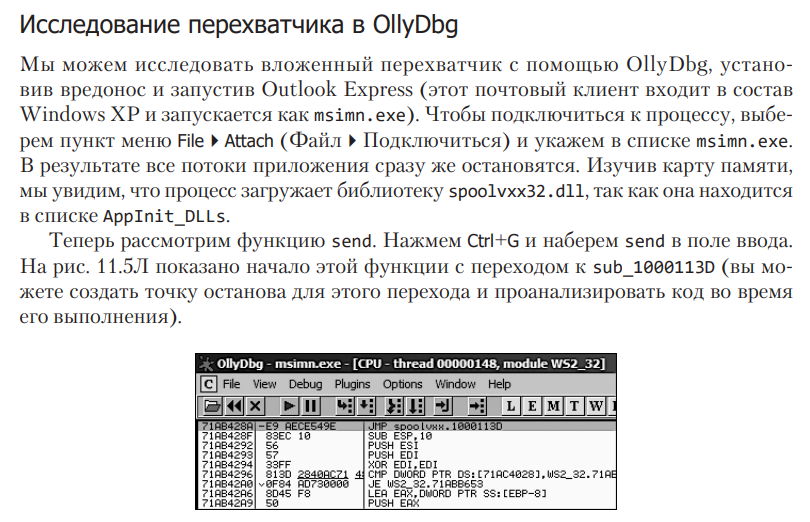 Исследование перехватчика в OllyDbg
Мы можем исследовать вложенный перехватчик с помощью OllyDbg, устано-
вив вредонос и запустив Outlook Express (этот почтовый клиент входит в состав
Windows XP и запускается как msimn.exe). Чтобы подключиться к процессу, выбе-
рем пункт меню File ▸ Attach (Файл ▸ Подключиться) и укажем в списке msimn.exe.
В результате все потоки приложения сразу же остановятся. Изучив карту памяти,
мы увидим, что процесс загружает библиотеку spoolvxx32.dll, так как она находится
в списке AppInit_DLLs.
Теперь рассмотрим функцию send. Нажмем Ctrl+G и наберем send в поле ввода.
На рис. 11.5Л показано начало этой функции с переходом к sub_1000113D (вы мо-
жете создать точку останова для этого перехода и проанализировать код во время
его выполнения).
OllyDbg - msimn.exe - [CPU - thread 00000148, module WS2_32]
C File View Debug Plugins Options Window Help
L E M T W
71AB428A -E9 AECE549E JMP spoolvxx.1000113D
71AB428F 83EC 10 SUB ESP,10
71AB4292 56 PUSH ESI
71AB4293 57 PUSH EDI
71AB4294 33FF XOR EDI,EDI
71AB4296 813D 2840AC71 48 CMP DWORD PTR DS:[71AC4028],WS2_32.71AB
71AB42A0 0F84 AD730000 JE WS2_32.71ABB653
71AB42A6 8D45 F8 LEA EAX,DWORD PTR SS:[EBP-8]
71AB42A9 50 PUSH EAX